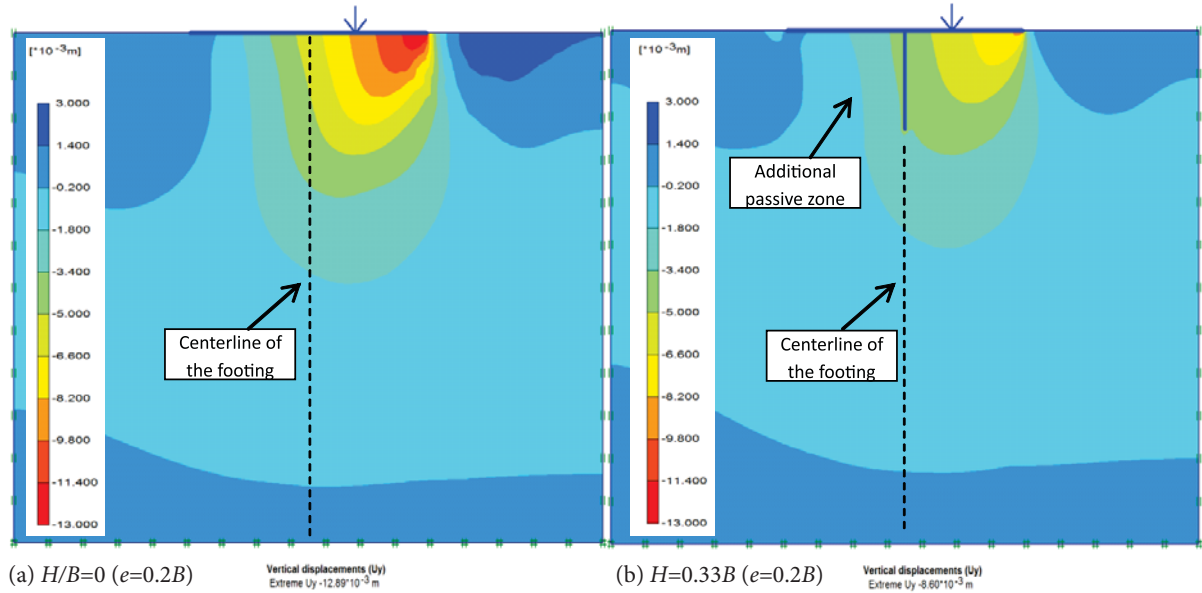 [*10 ⁻³m]
3.000
1.400
-0.200
-1.800
-3.400
-5.000
-6.600
-8.200
-9.800
-11.400
-13.000
Centerline of
the footing
(a) H/B=0 (e=0.2B)
Vertical displacements (Uy)
Extreme Uy -12.89*10⁻³ m
[*10 ⁻³m]
3.000
1.400
-0.200
-1.800
-3.400
-5.000
-6.600
-8.200
-9.800
-11.400
-13.000
Additional
passive zone
Centerline of
the footing
(b) H=0.33B (e=0.2B)
Vertical displacements (Uy)
Extreme Uy -8.60*10⁻³ m